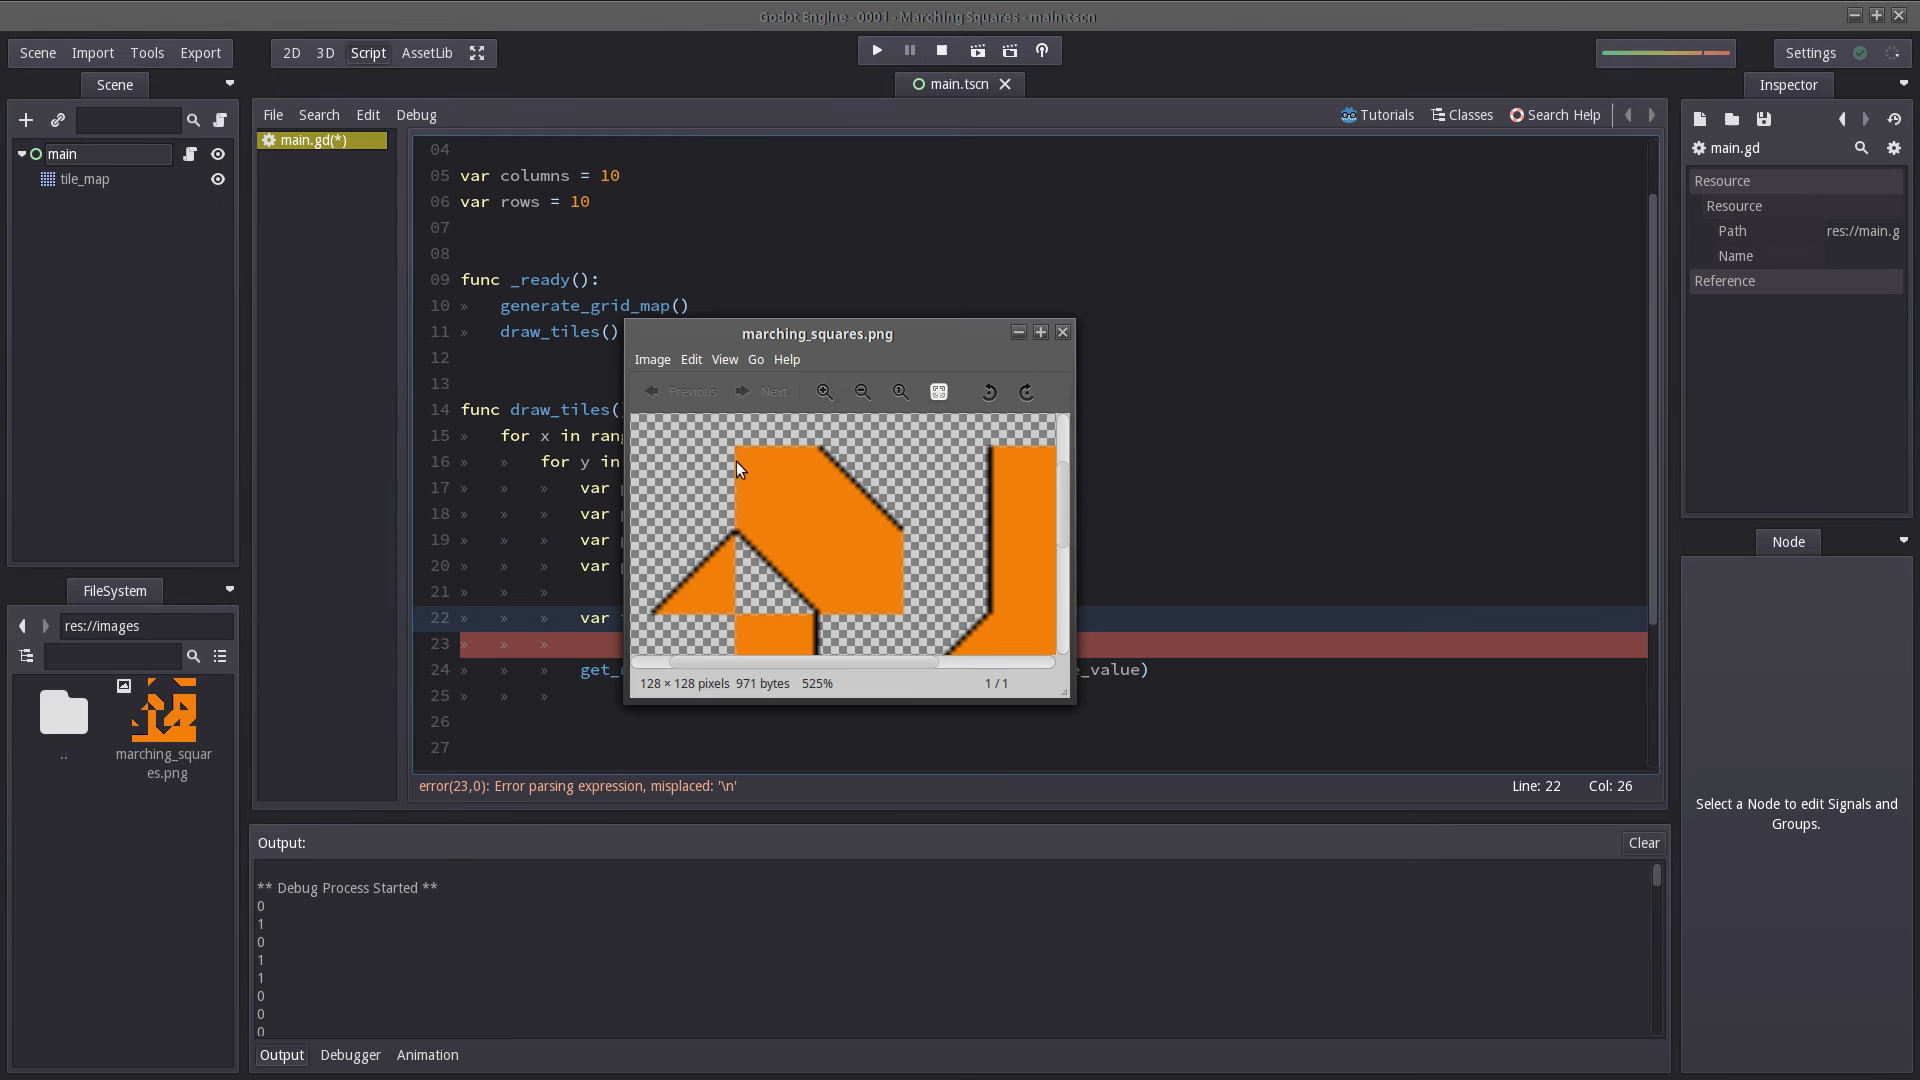 Godot Engine - 0001 - Marching Squares - main.tscn
Scene Import Tools Export
2D 3D Script AssetLib
Settings
Scene
main.tscn
Inspector
File Search Edit Debug
Tutorials Classes Search Help
main.gd(*)
main
tile_map
main.gd
Resource
Resource
Path res://main.g
Name
Reference
04
05 var columns = 10
06 var rows = 10
07
08
09 func _ready():
10 » generate_grid_map()
11 » draw_tiles()
12
13
14 func draw_tiles(
15 » for x in ran
16 » » for y in
17 » » » var
18 » » » var
19 » » » var
20 » » » var
21 » » »
22 » » » var
23 » » »
24 » » » get_ e_value)
25 » » »
26
27
marching_squares.png
Image Edit View Go Help
Previous Next
128 × 128 pixels 971 bytes 525% 1 / 1
error(23,0): Error parsing expression, misplaced: '\n'
Line: 22 Col: 26
FileSystem
res://images
..
marching_squar
es.png
Node
Select a Node to edit Signals and
Groups.
Output:
Clear
** Debug Process Started **
0
1
0
1
1
0
0
0
Output Debugger Animation